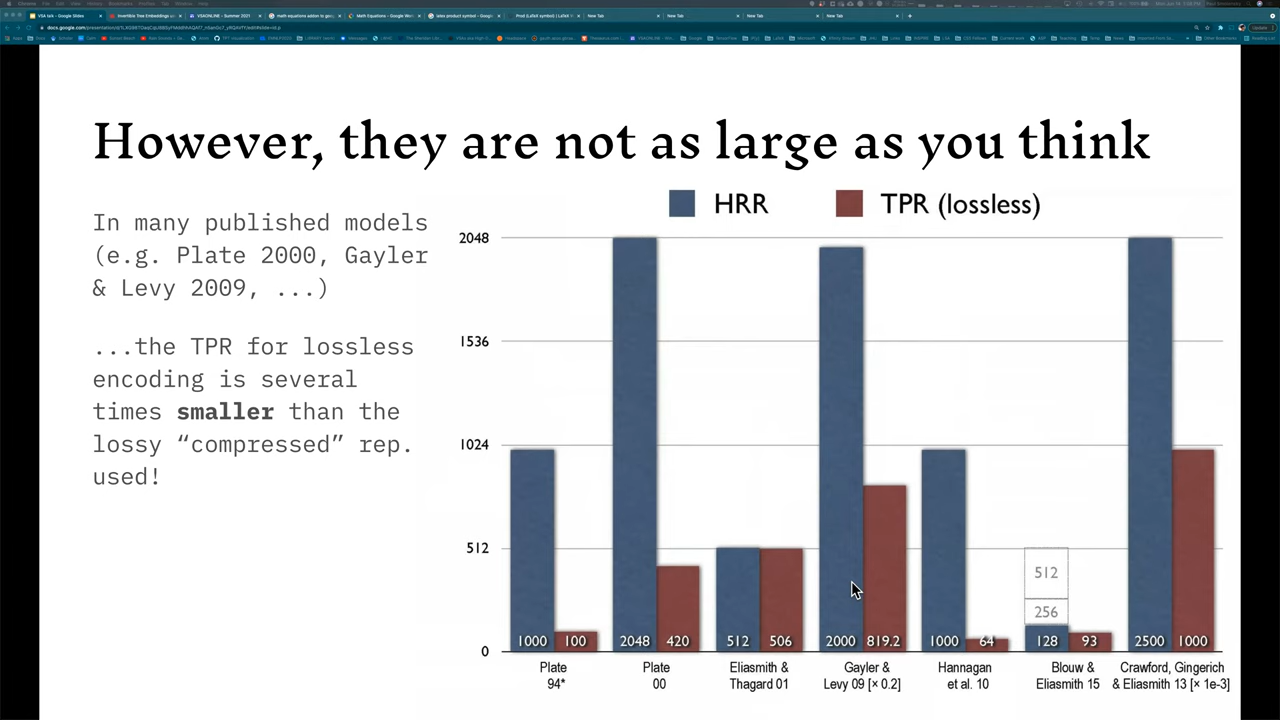 However, they are not as large as you think
In many published models
(e.g. Plate 2000, Gayler
& Levy 2009, ...)
...the TPR for lossless
encoding is several
times smaller than the
lossy “compressed” rep.
used!
HRR
TPR (lossless)
2048
1536
1024
512
0
512
256
1000 100 2048 420 512 506 2000 819.2 1000 64 128 93 2500 1000
Plate
94*
Plate
00
Eliasmith &
Thagard 01
Gayler &
Levy 09 [× 0.2]
Hannagan
et al. 10
Blouw &
Eliasmith 15
Crawford, Gingerich
& Eliasmith 13 [× 1e-3]